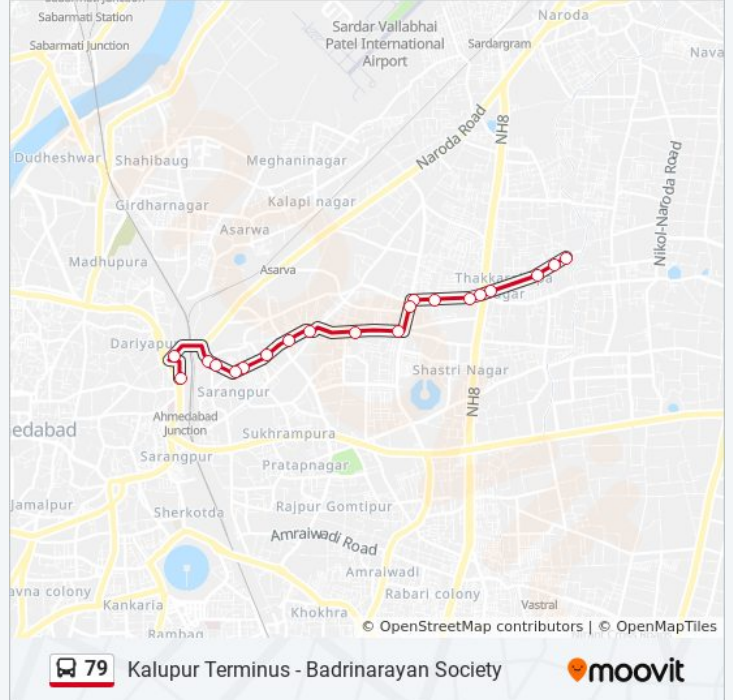 Sabarmati Station
Sabarmati Junction
Sardar Vallabhai
Patel International
Airport
Naroda
Sardargram
Nava
Naroda Road
NH8
Dudheshwar
Shahibaug
Meghaninagar
Nikol-Naroda Road
Girdharnagar
Kalapi nagar
Asarwa
Madhupura
Asarva
Dariyapu
Sarangpur
Shastri Nagar
NH8
Ahmedabad
Junction
edabad
Sukhrampura
Sarangpur
Pratapnagar
Jamalpur
Sherkotda
Rajpur Gomtipur
Amraiwadi Road
Amraiwadi
avna colony
Kankaria
Rabari colony
Khokhra
Vastral
Rambag
© OpenStreetMap contributors | © OpenMapTiles
79 Kalupur Terminus - Badrinarayan Society
moovit